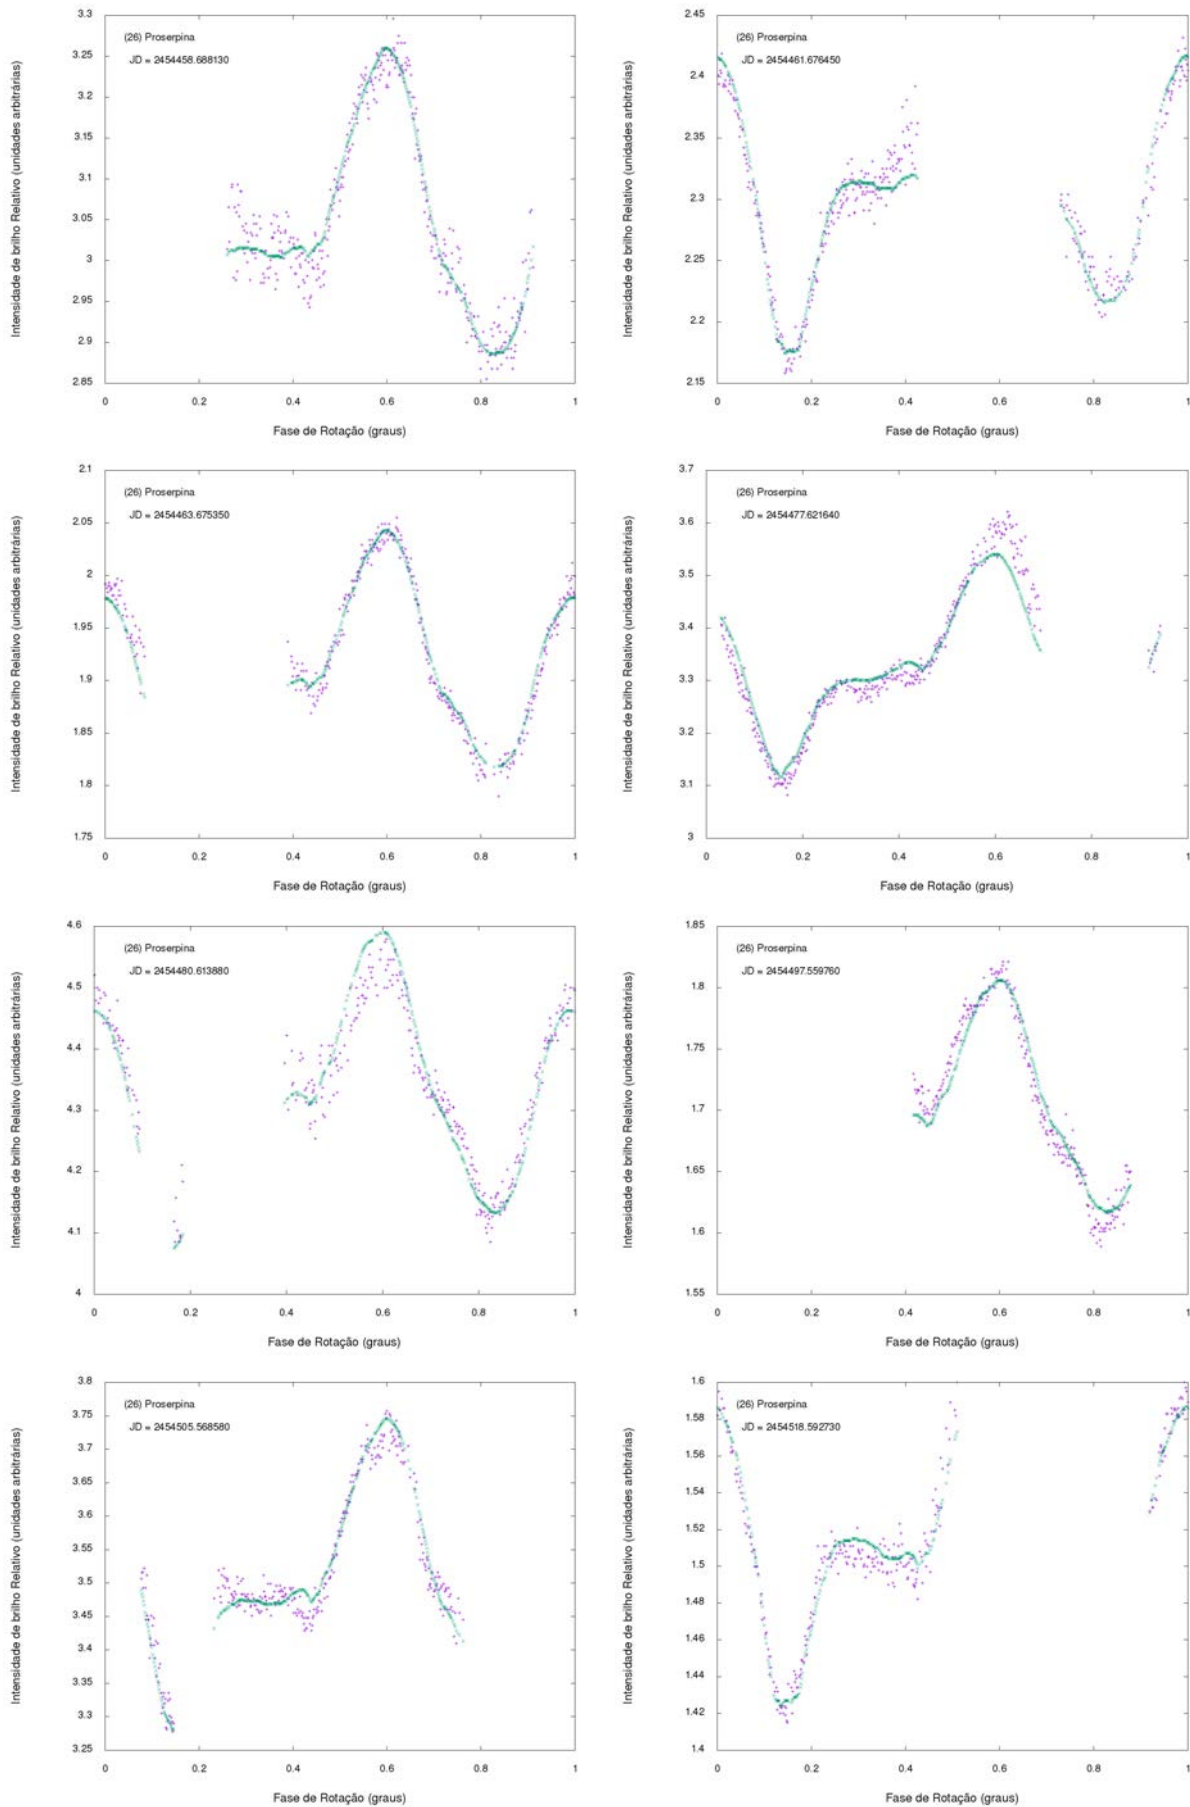 3.3
(26) Proserpina
JD = 2454458.688130
3.25
3.2
3.15
3.1
3.05
3
2.95
2.9
2.85
0 0.2 0.4 0.6 0.8 1
Intensidade de brilho Relativo (unidades arbitrárias)
Fase de Rotação (graus)
2.45
(26) Proserpina
JD = 2454461.676450
2.4
2.35
2.3
2.25
2.2
2.15
0 0.2 0.4 0.6 0.8 1
Intensidade de brilho Relativo (unidades arbitrárias)
Fase de Rotação (graus)
2.1
(26) Proserpina
JD = 2454463.675350
2.05
2
1.95
1.9
1.85
1.8
1.75
0 0.2 0.4 0.6 0.8 1
Intensidade de brilho Relativo (unidades arbitrárias)
Fase de Rotação (graus)
3.7
(26) Proserpina
JD = 2454477.621640
3.6
3.5
3.4
3.3
3.2
3.1
3
0 0.2 0.4 0.6 0.8 1
Intensidade de brilho Relativo (unidades arbitrárias)
Fase de Rotação (graus)
4.6
(26) Proserpina
JD = 2454480.613880
4.5
4.4
4.3
4.2
4.1
4
0 0.2 0.4 0.6 0.8 1
Intensidade de brilho Relativo (unidades arbitrárias)
Fase de Rotação (graus)
1.85
(26) Proserpina
JD = 2454497.559760
1.8
1.75
1.7
1.65
1.6
1.55
0 0.2 0.4 0.6 0.8 1
Intensidade de brilho Relativo (unidades arbitrárias)
Fase de Rotação (graus)
3.8
(26) Proserpina
JD = 2454505.568580
3.75
3.7
3.65
3.6
3.55
3.5
3.45
3.4
3.35
3.3
3.25
0 0.2 0.4 0.6 0.8 1
Intensidade de brilho Relativo (unidades arbitrárias)
Fase de Rotação (graus)
1.6
(26) Proserpina
JD = 2454518.592730
1.58
1.56
1.54
1.52
1.5
1.48
1.46
1.44
1.42
1.4
0 0.2 0.4 0.6 0.8 1
Intensidade de brilho Relativo (unidades arbitrárias)
Fase de Rotação (graus)